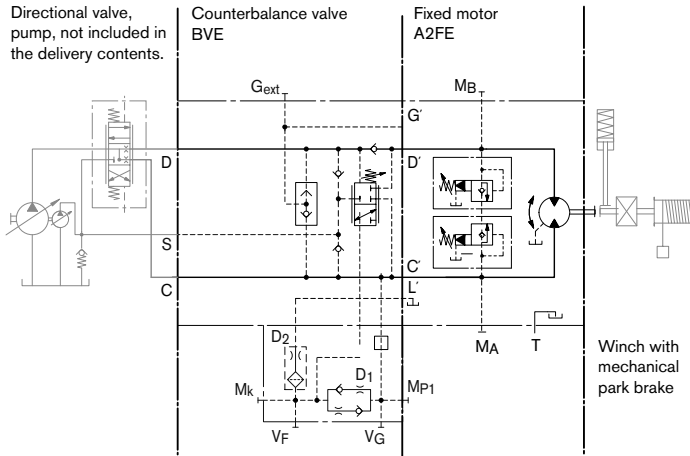 Directional valve,
pump, not included in
the delivery contents.
Counterbalance valve
BVE
Fixed motor
A2FE
Gext
MB
G´
D
D´
S
C´
C
L´
D2
MA
T
Winch with
mechanical
park brake
D1
Mk
MP1
VF
VG